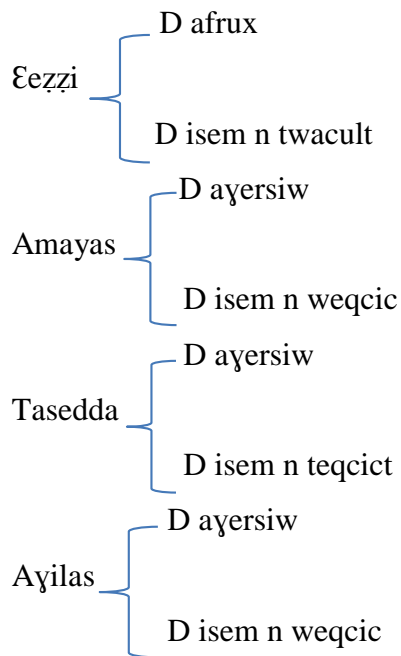 D afrux
Ɛeẓẓi
D isem n twacult
D aɣersiw
Amayas
D isem n weqcic
D aɣersiw
Tasedda
D isem n teqcict
D aɣersiw
Aɣilas
D isem n weqcic